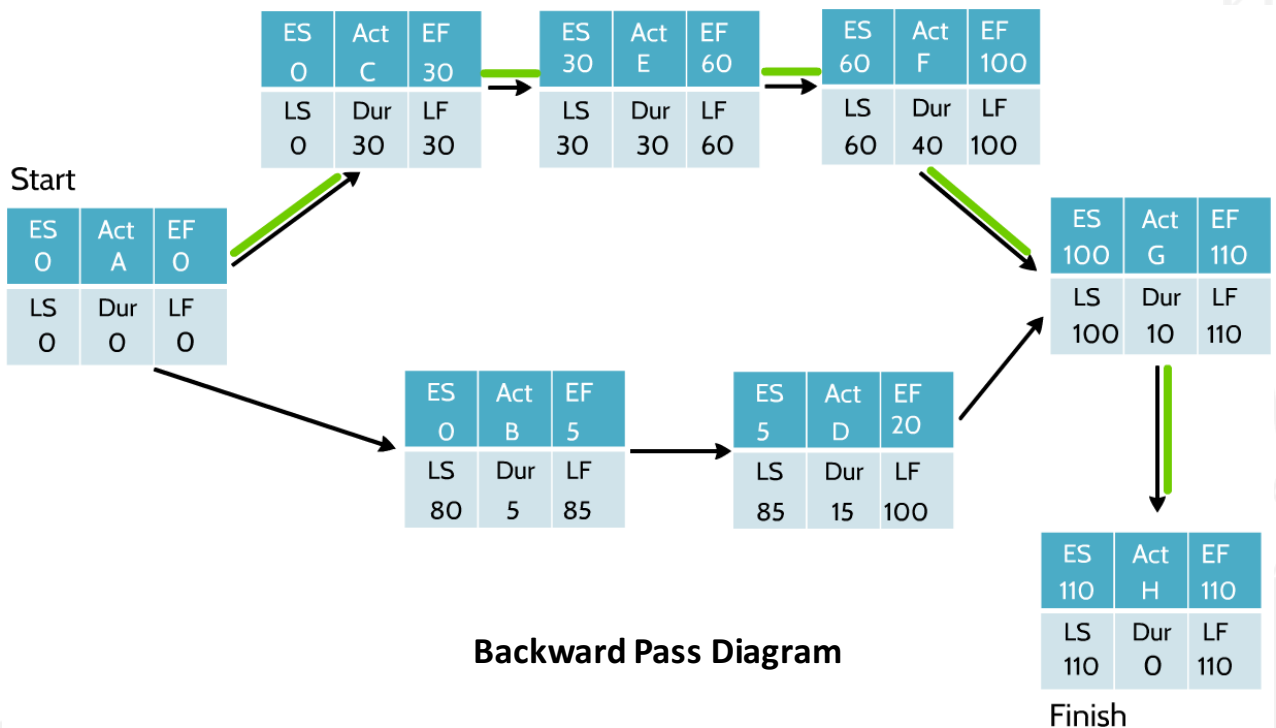 ES Act EF
0 C 30
LS Dur LF
0 30 30
ES Act EF
30 E 60
LS Dur LF
30 30 60
ES Act EF
60 F 100
LS Dur LF
60 40 100
Start
ES Act EF
0 A 0
LS Dur LF
0 0 0
ES Act EF
100 G 110
LS Dur LF
100 10 110
ES Act EF
0 B 5
LS Dur LF
80 5 85
ES Act EF
5 D 20
LS Dur LF
85 15 100
ES Act EF
110 H 110
LS Dur LF
110 0 110
Backward Pass Diagram
Finish